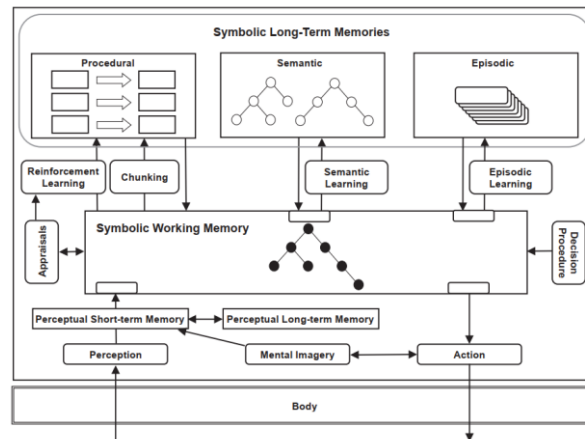 Symbolic Long-Term Memories
Procedural
Semantic
Episodic
Reinforcement
Learning
Chunking
Semantic
Learning
Episodic
Learning
Appraisals
Symbolic Working Memory
Decision
Procedure
Perceptual Short-term Memory
Perceptual Long-term Memory
Perception
Mental Imagery
Action
Body